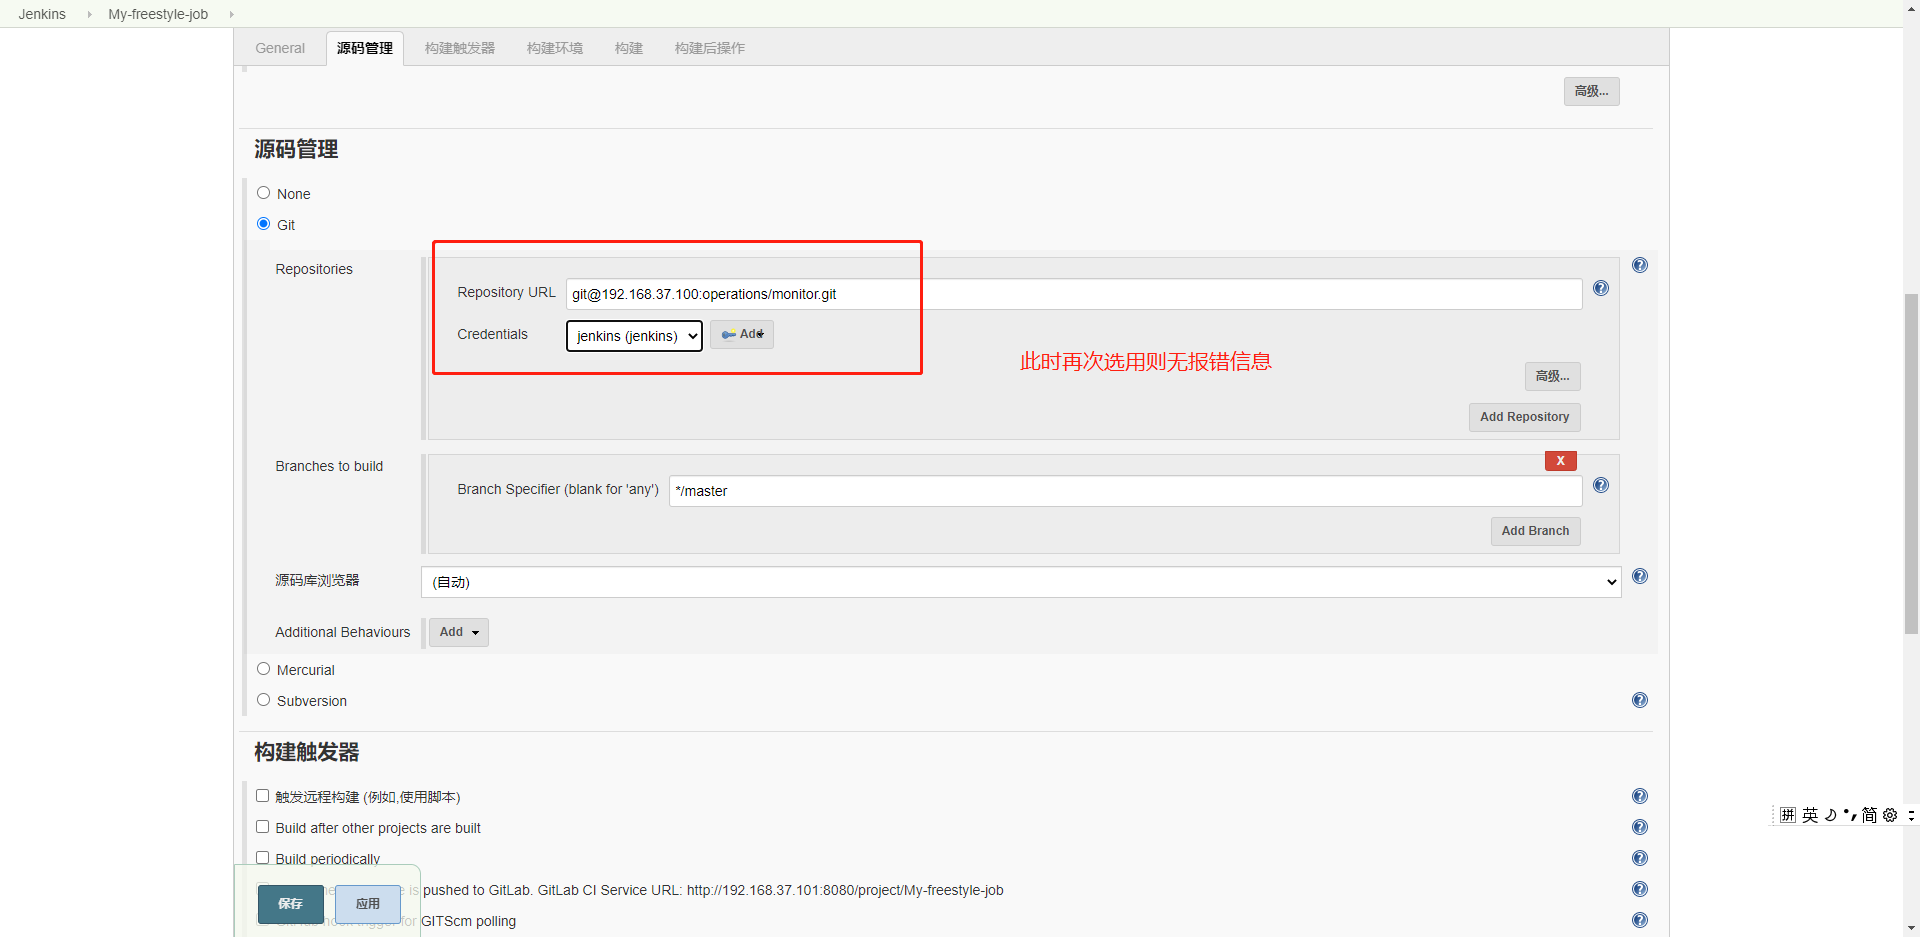 Jenkins My-freestyle-job
General 源码管理 构建触发器 构建环境 构建 构建后操作
高级...
源码管理
None
Git
Repositories
Repository URL git@192.168.37.100:operations/monitor.git
Credentials jenkins (jenkins) Add
此时再次选用则无报错信息
高级...
Add Repository
Branches to build
X
Branch Specifier (blank for 'any') */master
Add Branch
源码库浏览器 (自动)
Additional Behaviours Add
Mercurial
Subversion
构建触发器
触发远程构建 (例如,使用脚本)
拼 英 简
Build after other projects are built
Build periodically
is pushed to GitLab. GitLab CI Service URL: http://192.168.37.101:8080/project/My-freestyle-job
保存 应用
hook trigger for GITScm polling